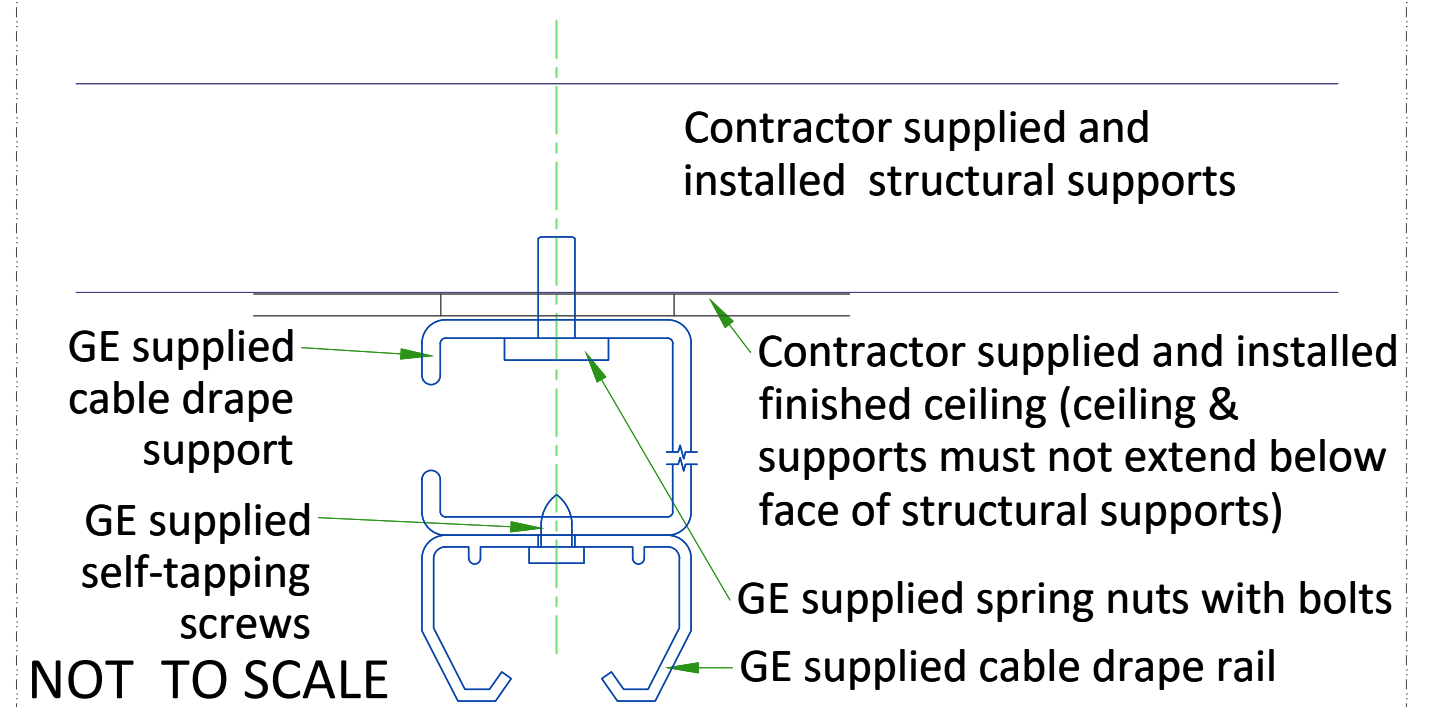 Contractor supplied and
installed  structural supports
GE supplied
cable drape
support
Contractor supplied and installed
finished ceiling (ceiling &
supports must not extend below
face of structural supports)
GE supplied
self-tapping
screws
GE supplied spring nuts with bolts
GE supplied cable drape rail
NOT  TO SCALE